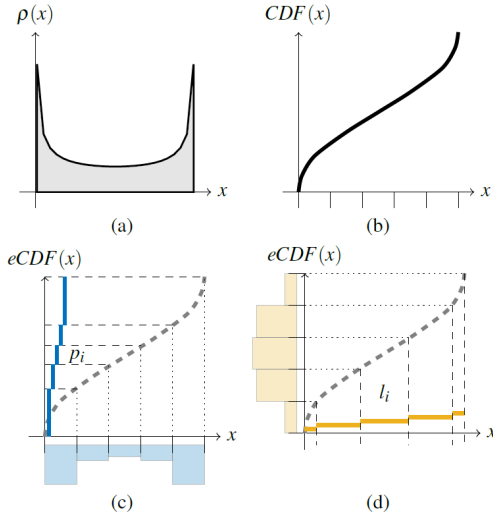 ρ(x)
CDF(x)
x
x
(a)
(b)
eCDF(x)
eCDF(x)
p_i
l_i
x
x
(c)
(d)